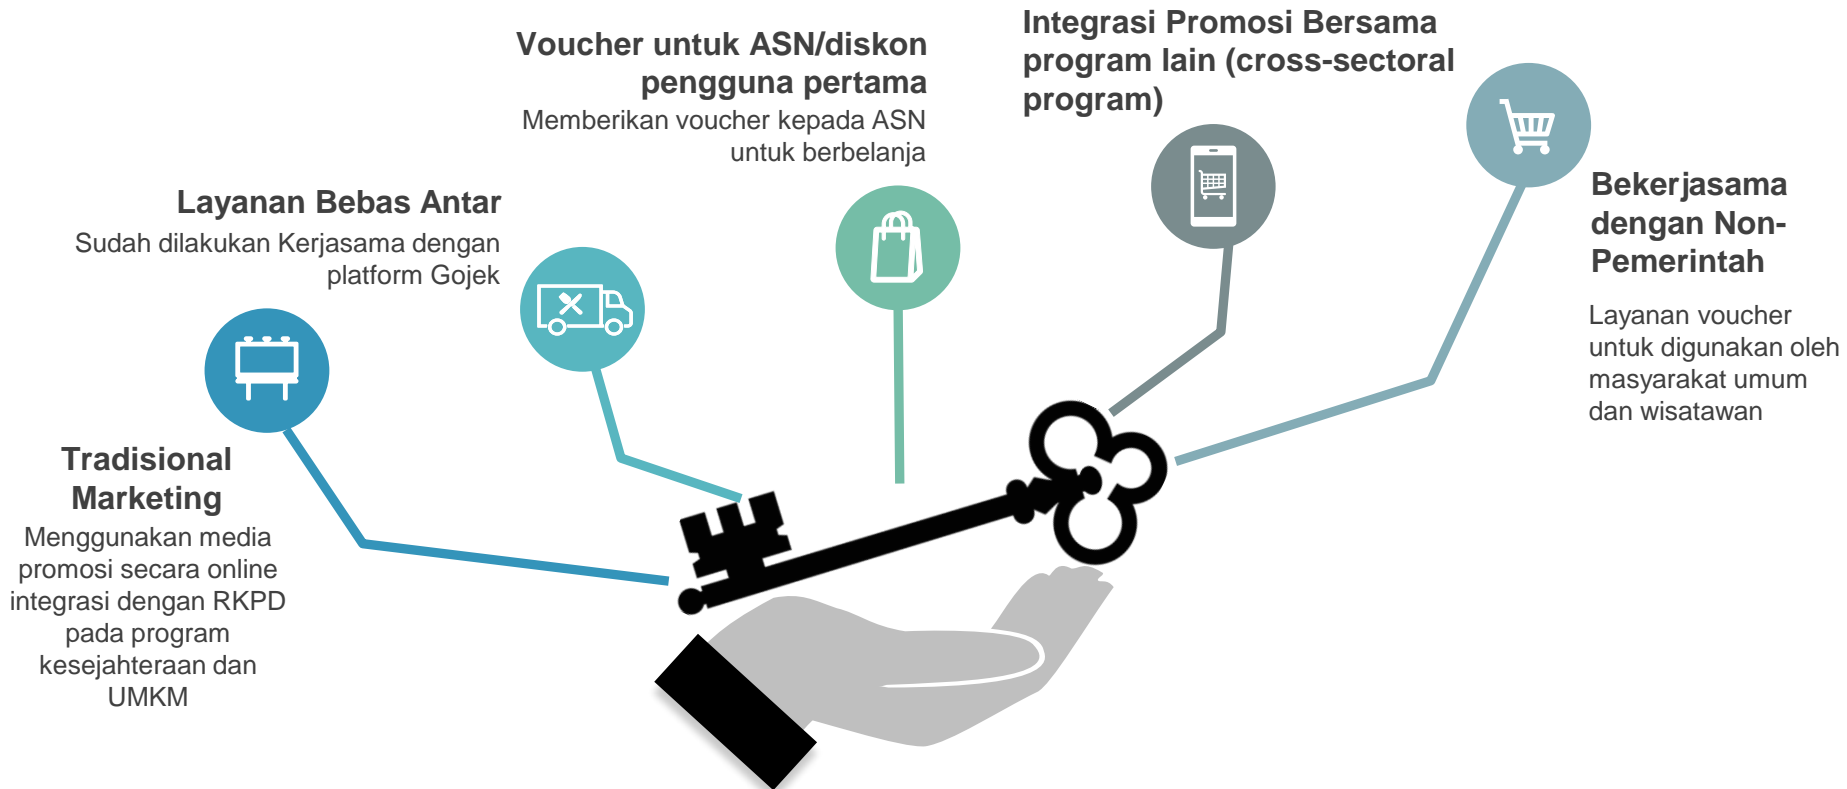 Tradisional
Marketing
Menggunakan media
promosi secara online
integrasi dengan RKPD
pada program
kesejahteraan dan
UMKM
Layanan Bebas Antar
Sudah dilakukan Kerjasama dengan
platform Gojek
Voucher untuk ASN/diskon
pengguna pertama
Memberikan voucher kepada ASN
untuk berbelanja
Integrasi Promosi Bersama
program lain (cross-sectoral
program)
Bekerjasama
dengan Non-
Pemerintah
Layanan voucher
untuk digunakan oleh
masyarakat umum
dan wisatawan